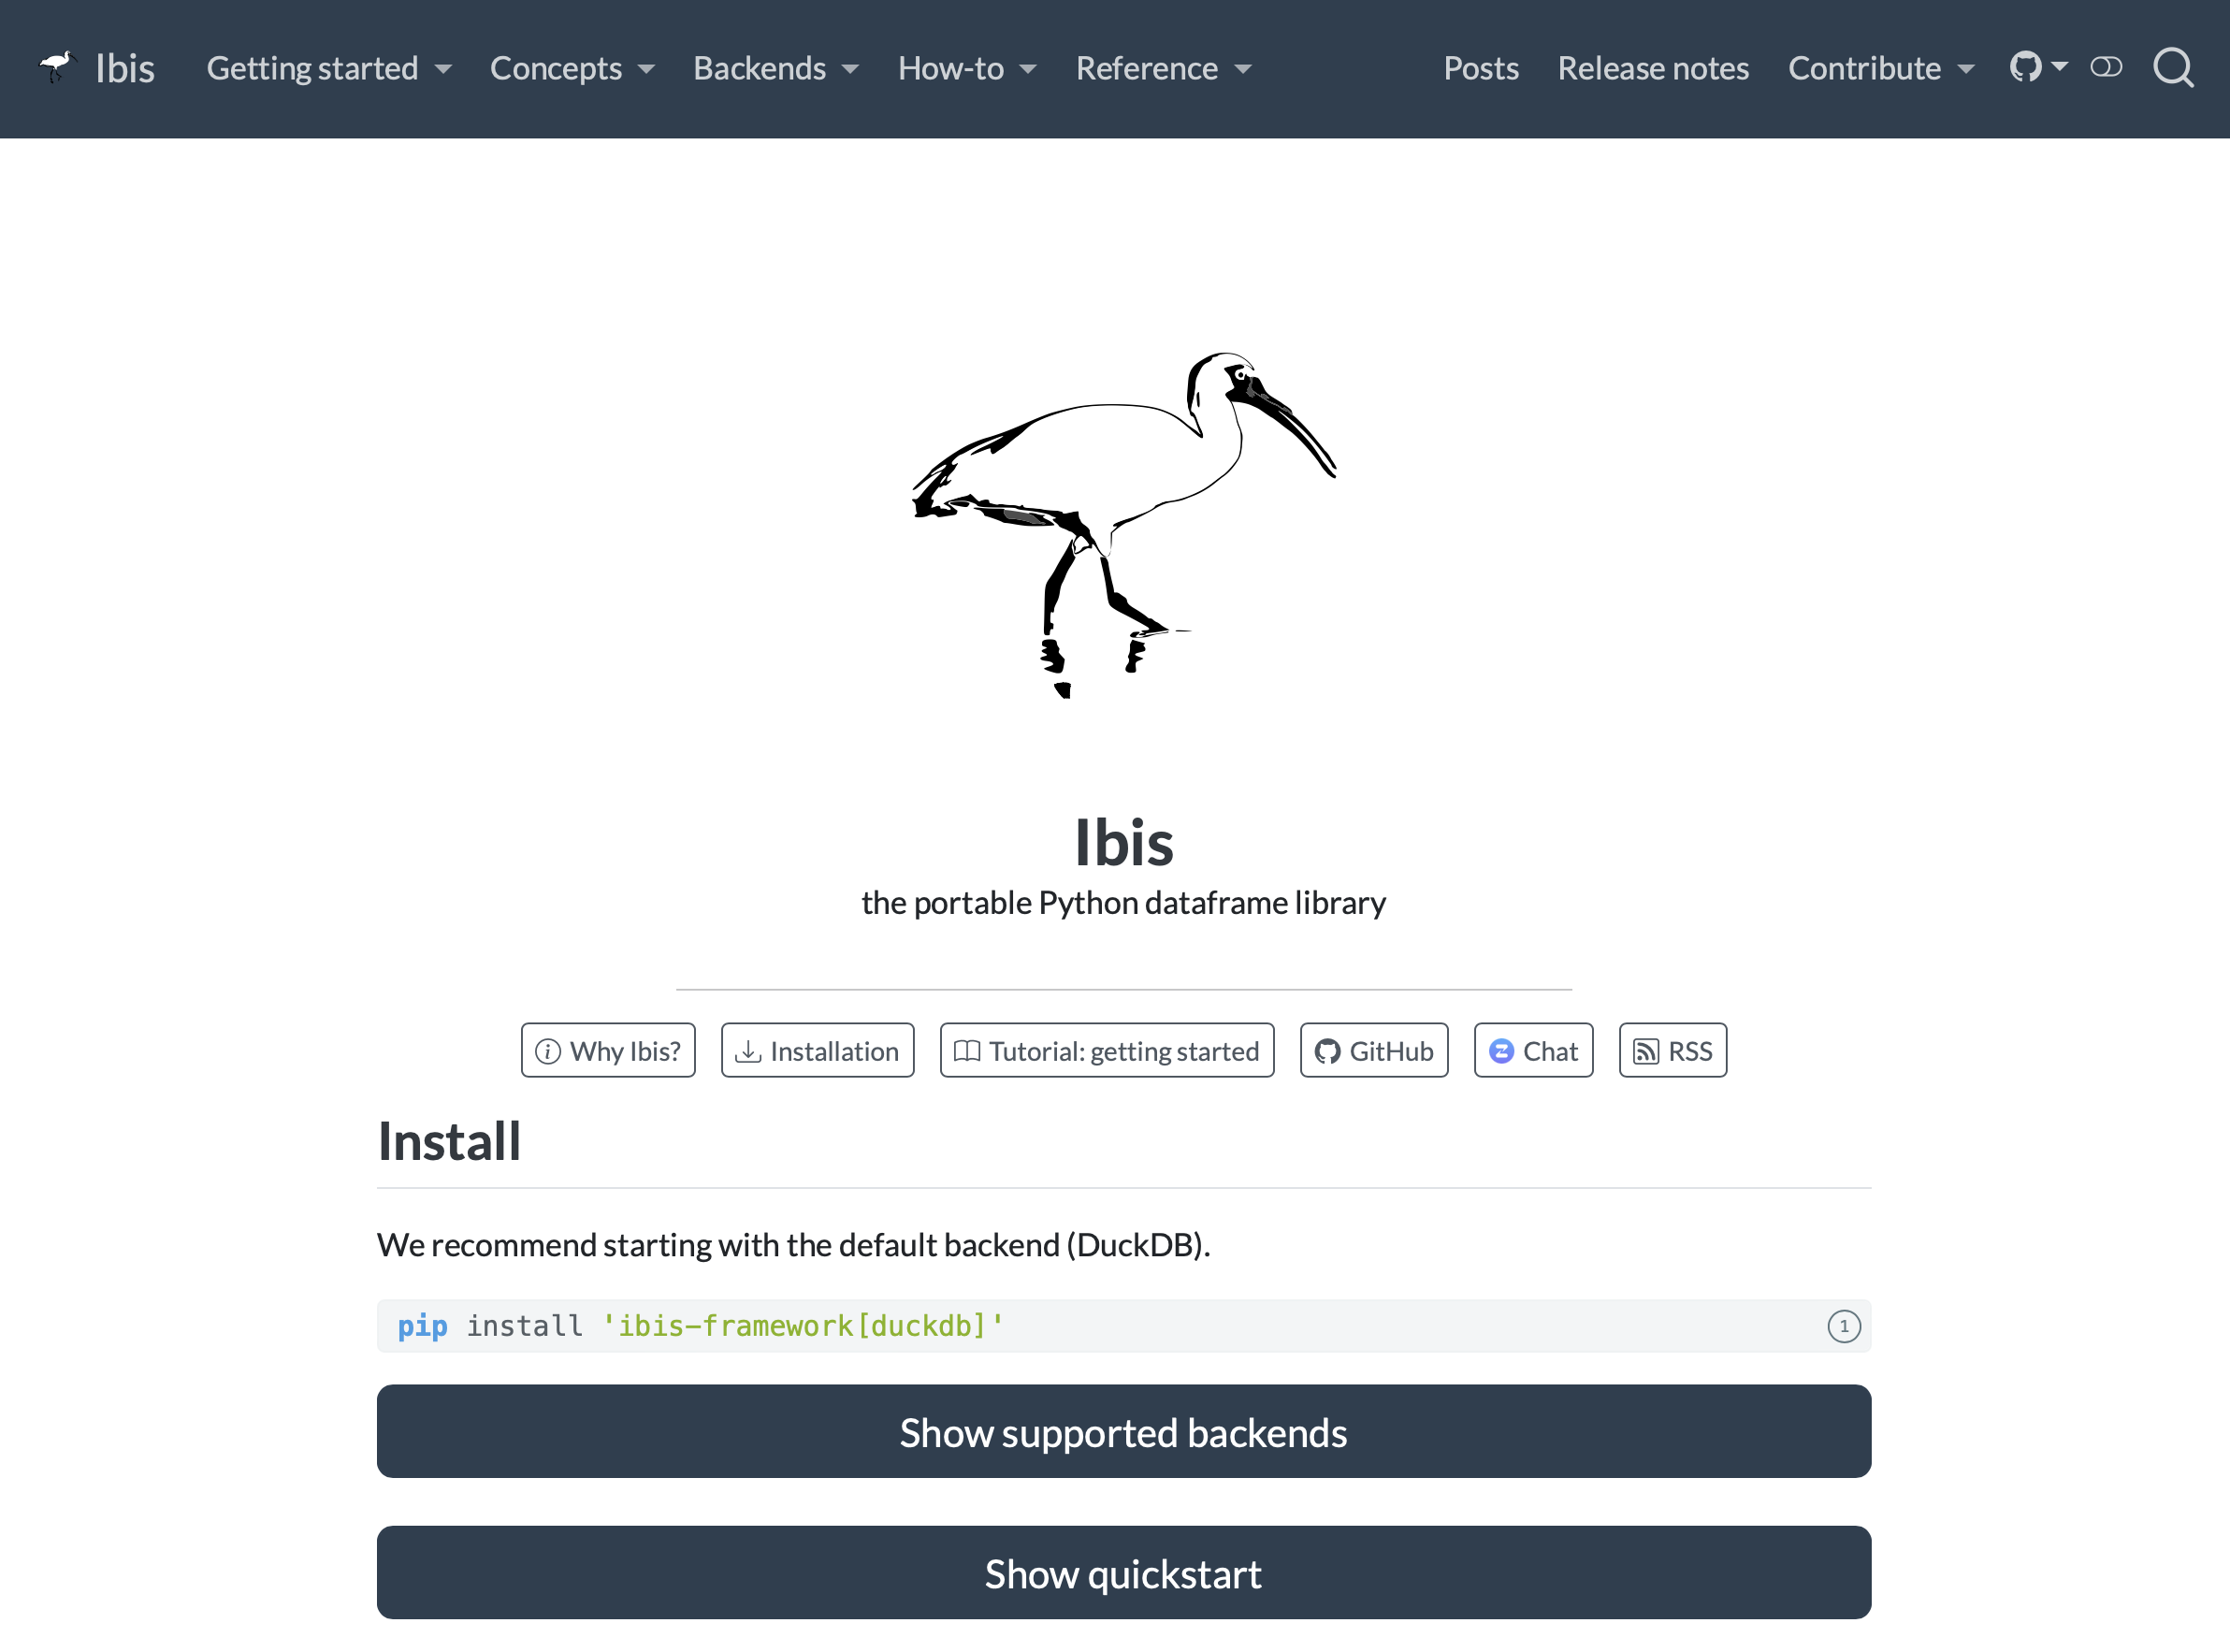 Ibis Getting started Concepts Backends How-to Reference Posts Release notes Contribute
Ibis
the portable Python dataframe library
Why Ibis? Installation Tutorial: getting started GitHub Chat RSS
Install
We recommend starting with the default backend (DuckDB).
pip install 'ibis-framework[duckdb]' 1
Show supported backends
Show quickstart